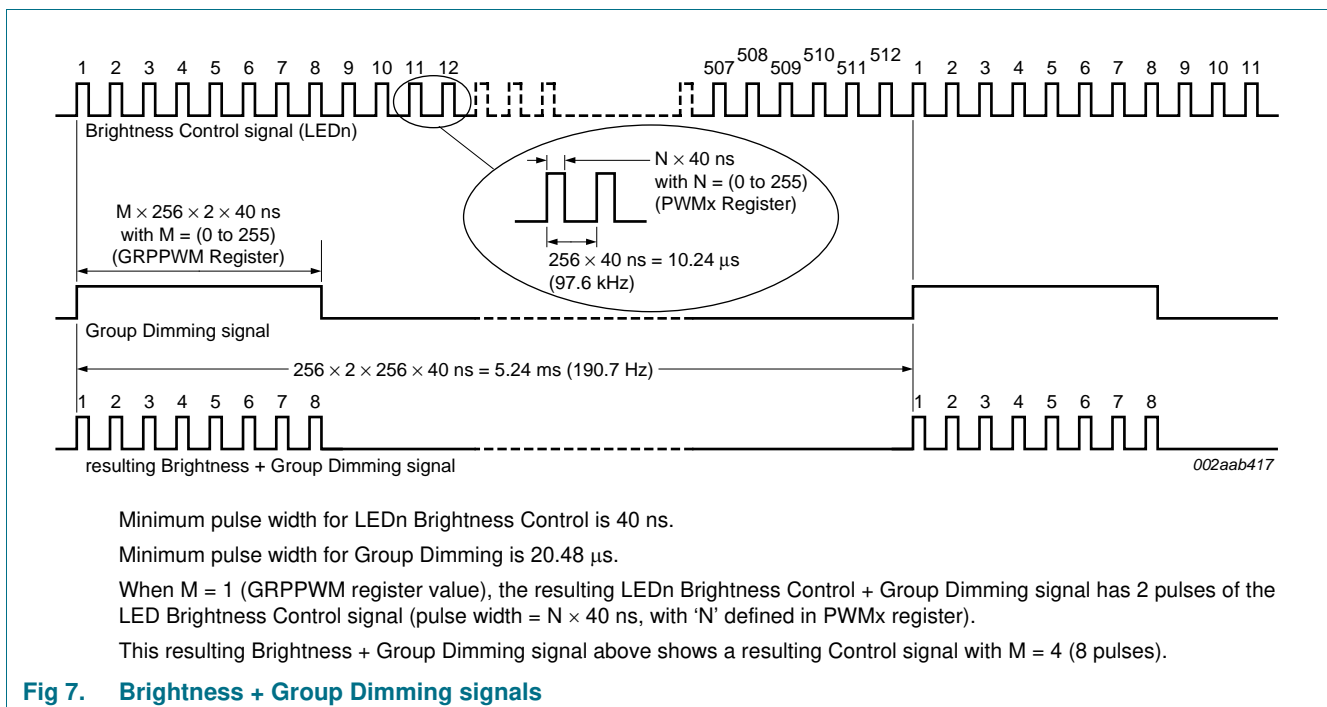 1 2 3 4 5 6 7 8 9 10 11 12 507 508 509 510 511 512 1 2 3 4 5 6 7 8 9 10 11
Brightness Control signal (LEDn)
N × 40 ns
with N = (0 to 255)
(PWMx Register)
256 × 40 ns = 10.24 μs
(97.6 kHz)
M × 256 × 2 × 40 ns
with M = (0 to 255)
(GRPPWM Register)
Group Dimming signal
256 × 2 × 256 × 40 ns = 5.24 ms (190.7 Hz)
1 2 3 4 5 6 7 8 1 2 3 4 5 6 7 8
resulting Brightness + Group Dimming signal
002aab417
Minimum pulse width for LEDn Brightness Control is 40 ns.
Minimum pulse width for Group Dimming is 20.48 μs.
When M = 1 (GRPPWM register value), the resulting LEDn Brightness Control + Group Dimming signal has 2 pulses of the
LED Brightness Control signal (pulse width = N × 40 ns, with ‘N’ defined in PWMx register).
This resulting Brightness + Group Dimming signal above shows a resulting Control signal with M = 4 (8 pulses).
Fig 7. Brightness + Group Dimming signals